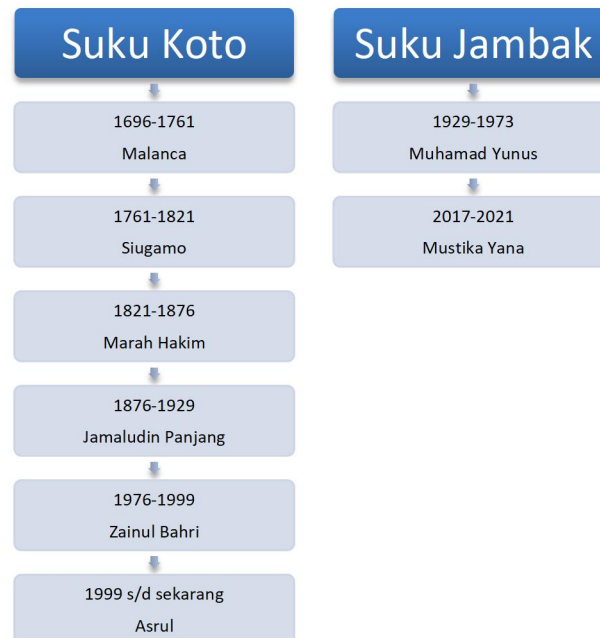 Suku Koto
1696-1761
Malanca
1761-1821
Siugamo
1821-1876
Marah Hakim
1876-1929
Jamaludin Panjang
1976-1999
Zainul Bahri
1999 s/d sekarang
Asrul
Suku Jambak
1929-1973
Muhamad Yunus
2017-2021
Mustika Yana